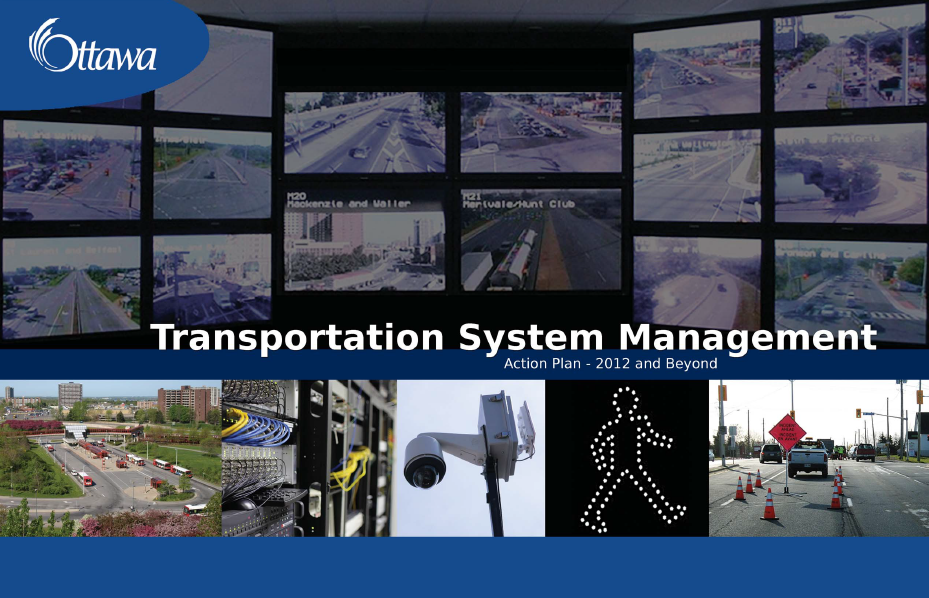 Ottawa
M20
Mackenzie and Waller
M21
Merivale/Hunt Club
Transportation System Management
Action Plan - 2012 and Beyond